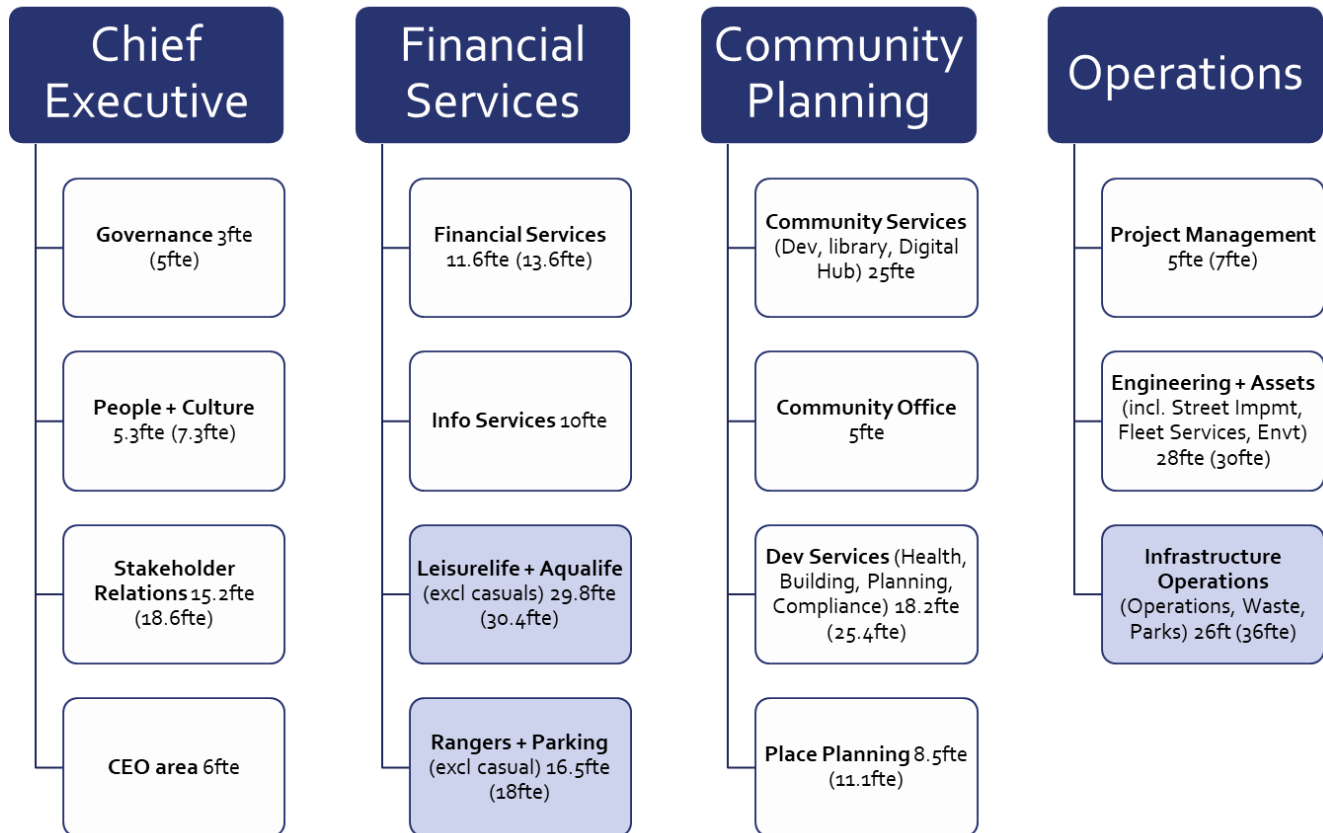 Chief
Executive
Governance 3fte
(5fte)
People + Culture
5.3fte (7.3fte)
Stakeholder
Relations 15.2fte
(18.6fte)
CEO area 6fte
Financial
Services
Financial Services
11.6fte (13.6fte)
Info Services 10fte
Leisurelife + Aqualife
(excl casuals) 29.8fte
(30.4fte)
Rangers + Parking
(excl casual) 16.5fte
(18fte)
Community
Planning
Community Services
(Dev, library, Digital
Hub) 25fte
Community Office
5fte
Dev Services (Health,
Building, Planning,
Compliance) 18.2fte
(25.4fte)
Place Planning 8.5fte
(11.1fte)
Operations
Project Management
5fte (7fte)
Engineering + Assets
(incl. Street Impmt,
Fleet Services, Envt)
28fte (30fte)
Infrastructure
Operations
(Operations, Waste,
Parks) 26ft (36fte)